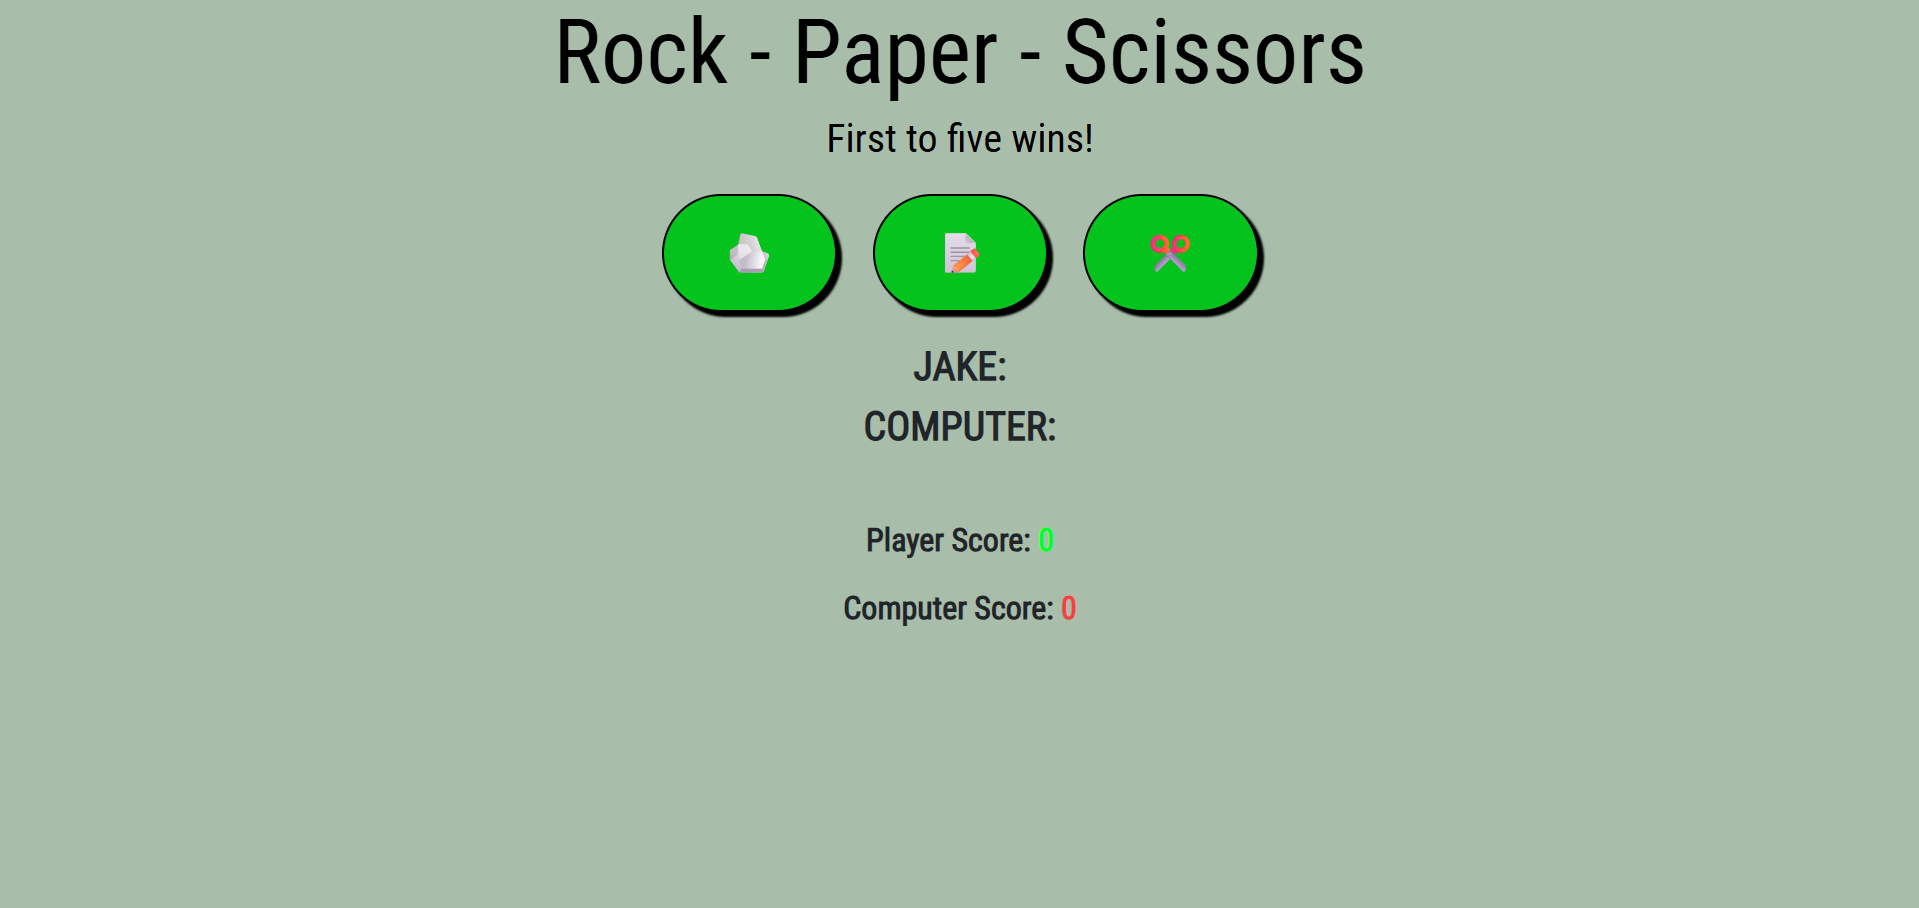 Rock - Paper - Scissors
First to five wins!
JAKE:
COMPUTER:
Player Score: 0
Computer Score: 0